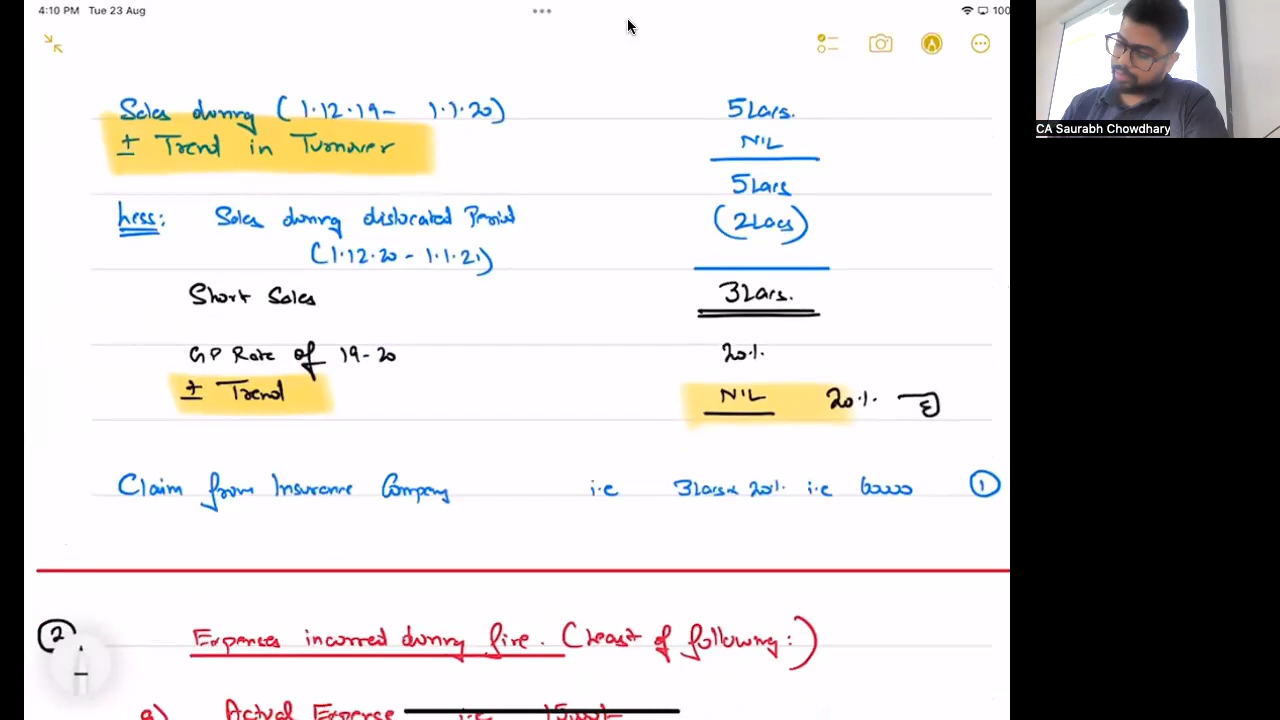 4:10 PM Tue 23 Aug
100
CA Saurabh Chowdhary
Sales during (1.12.19 - 1.1.20) 5 Lacs.
± Trend in Turnover NIL
5 Lacs
Less: Sales during dislocated Period (2 Lacs)
(1.12.20 - 1.1.21)
Short Sales 3 Lacs.
GP Rate of 19-20 20%.
± Trend NIL 20%.
Claim from Insurance Company i.e 3 Lacs x 20% i.e 60000 1
2 Expenses incurred during fire. (Least of following:)
a) Actual Expense i.e